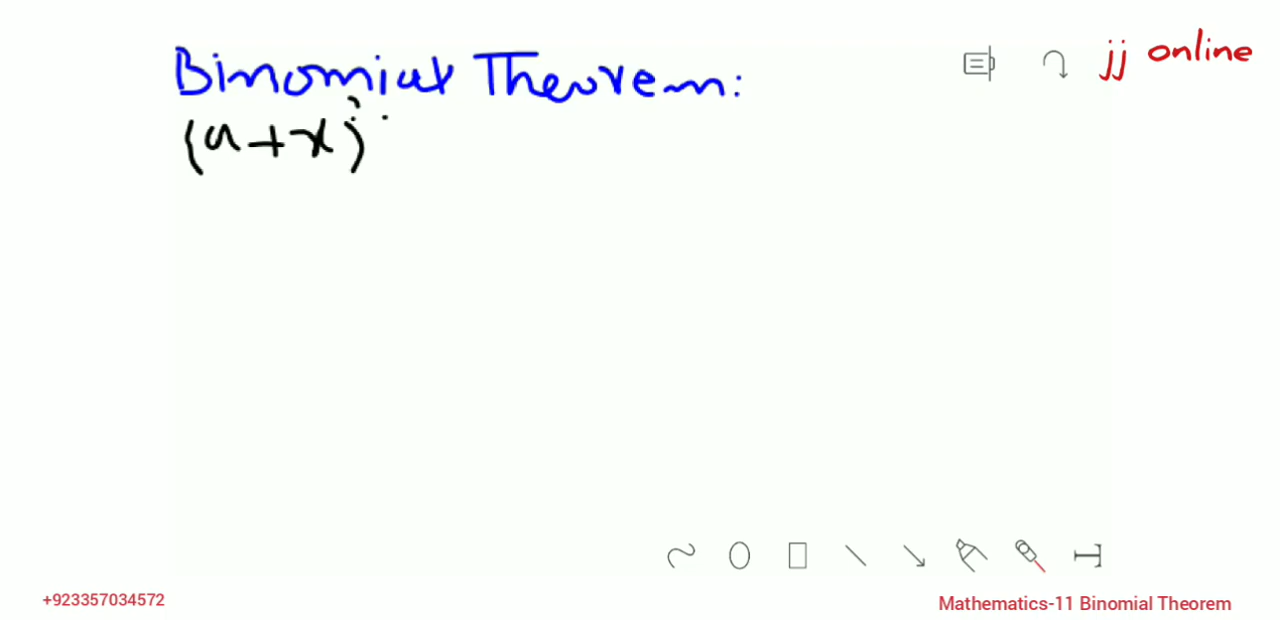 jj online
Binomial Theorem:
(a+x)
+923357034572
Mathematics-11 Binomial Theorem